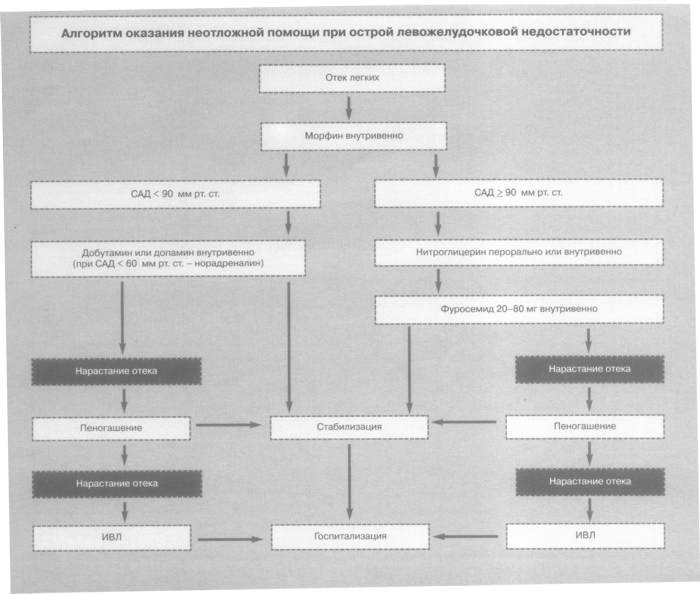 Алгоритм оказания неотложной помощи при острой левожелудочковой недостаточности
Отек легких
Морфин внутривенно
САД < 90 мм рт. ст.
САД ≥ 90 мм рт. ст.
Добутамин или допамин внутривенно
(при САД < 60 мм рт. ст. – норадреналин)
Нитроглицерин перорально или внутривенно
Фуросемид 20–80 мг внутривенно
Нарастание отека
Нарастание отека
Пеногашение
Стабилизация
Пеногашение
Нарастание отека
Нарастание отека
ИВЛ
Госпитализация
ИВЛ